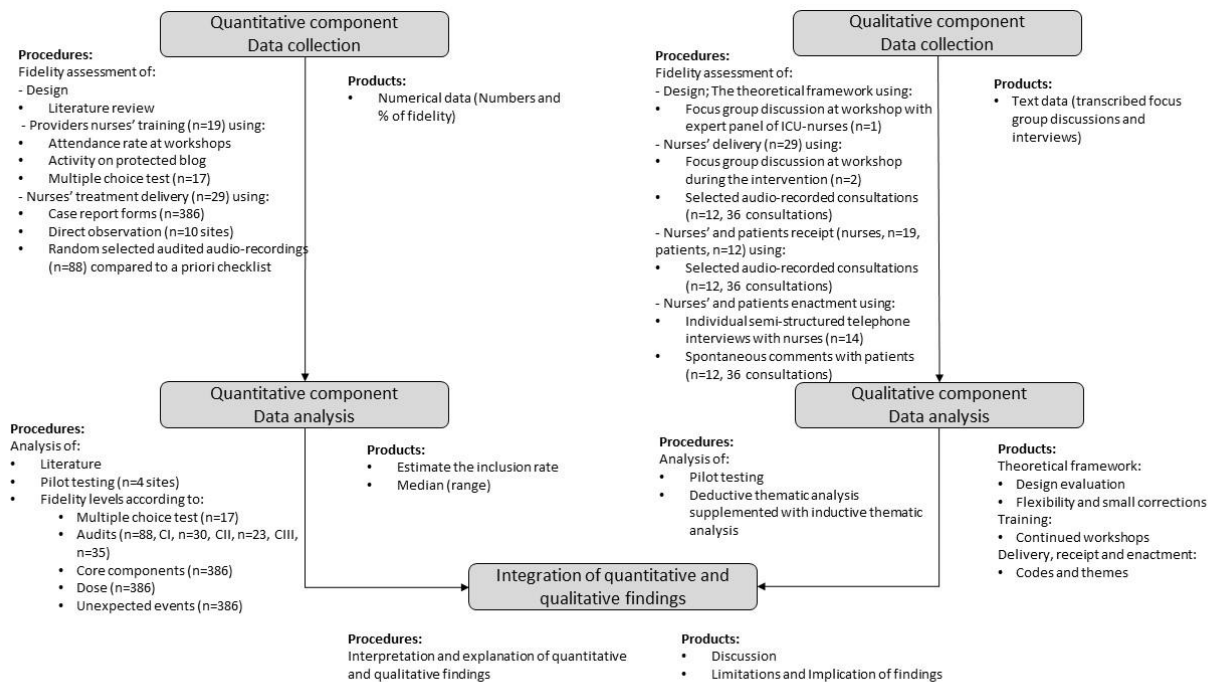 Quantitative component
Data collection
Procedures:
Fidelity assessment of:
- Design
• Literature review
- Providers nurses' training (n=19) using:
• Attendance rate at workshops
• Activity on protected blog
• Multiple choice test (n=17)
- Nurses' treatment delivery (n=29) using:
• Case report forms (n=386)
• Direct observation (n=10 sites)
• Random selected audited audio-recordings
(n=88) compared to a priori checklist
Products:
• Numerical data (Numbers and
% of fidelity)
Qualitative component
Data collection
Procedures:
Fidelity assessment of:
- Design; The theoretical framework using:
• Focus group discussion at workshop with
expert panel of ICU-nurses (n=1)
- Nurses' delivery (n=29) using:
• Focus group discussion at workshop
during the intervention (n=2)
• Selected audio-recorded consultations
(n=12, 36 consultations)
- Nurses' and patients receipt (nurses, n=19,
patients, n=12) using:
• Selected audio-recorded consultations
(n=12, 36 consultations)
- Nurses' and patients enactment using:
• Individual semi-structured telephone
interviews with nurses (n=14)
• Spontaneous comments with patients
(n=12, 36 consultations)
Products:
• Text data (transcribed focus
group discussions and
interviews)
Quantitative component
Data analysis
Procedures:
Analysis of:
• Literature
• Pilot testing (n=4 sites)
• Fidelity levels according to:
• Multiple choice test (n=17)
• Audits (n=88, CI, n=30, CII, n=23, CIII,
n=35)
• Core components (n=386)
• Dose (n=386)
• Unexpected events (n=386)
Products:
• Estimate the inclusion rate
• Median (range)
Qualitative component
Data analysis
Procedures:
Analysis of:
• Pilot testing
• Deductive thematic analysis
supplemented with inductive thematic
analysis
Products:
Theoretical framework:
• Design evaluation
• Flexibility and small corrections
Training:
• Continued workshops
Delivery, receipt and enactment:
• Codes and themes
Integration of quantitative and
qualitative findings
Procedures:
Interpretation and explanation of quantitative
and qualitative findings
Products:
• Discussion
• Limitations and Implication of findings